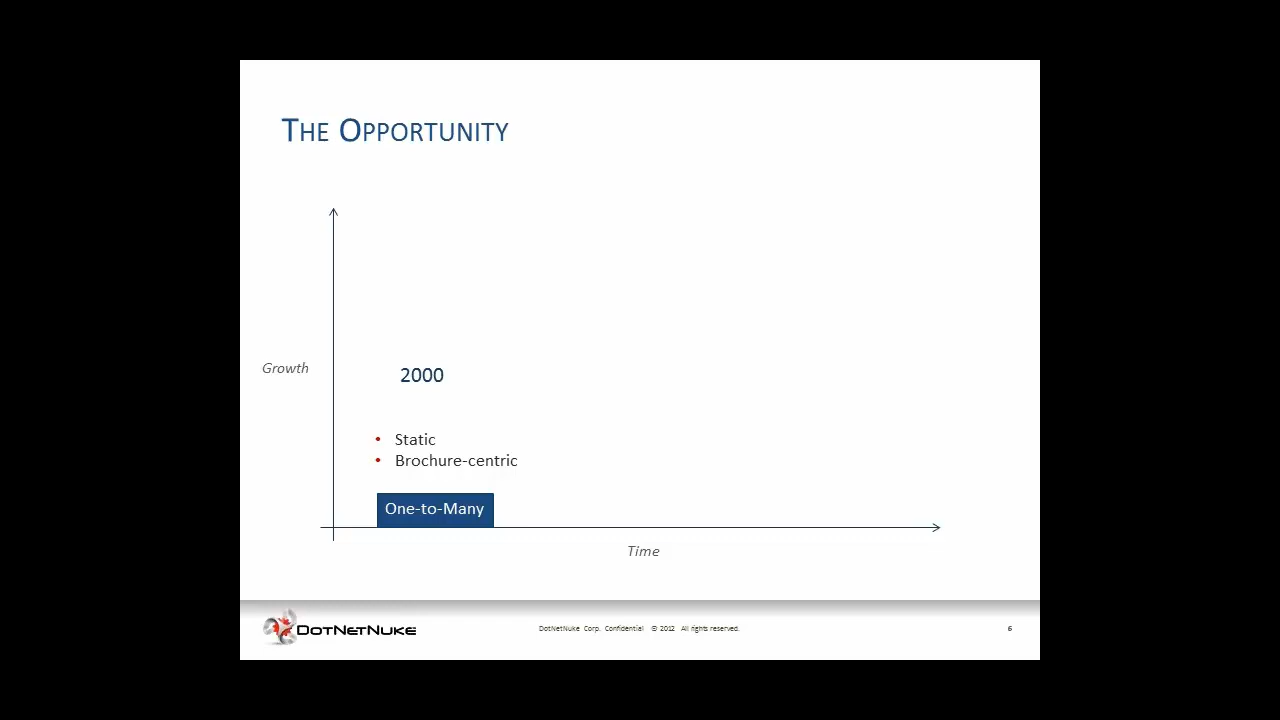 The Opportunity
Growth
2000
• Static
• Brochure-centric
One-to-Many
Time
DotNetNuke
DotNetNuke Corp. Confidential © 2012 All rights reserved.
6